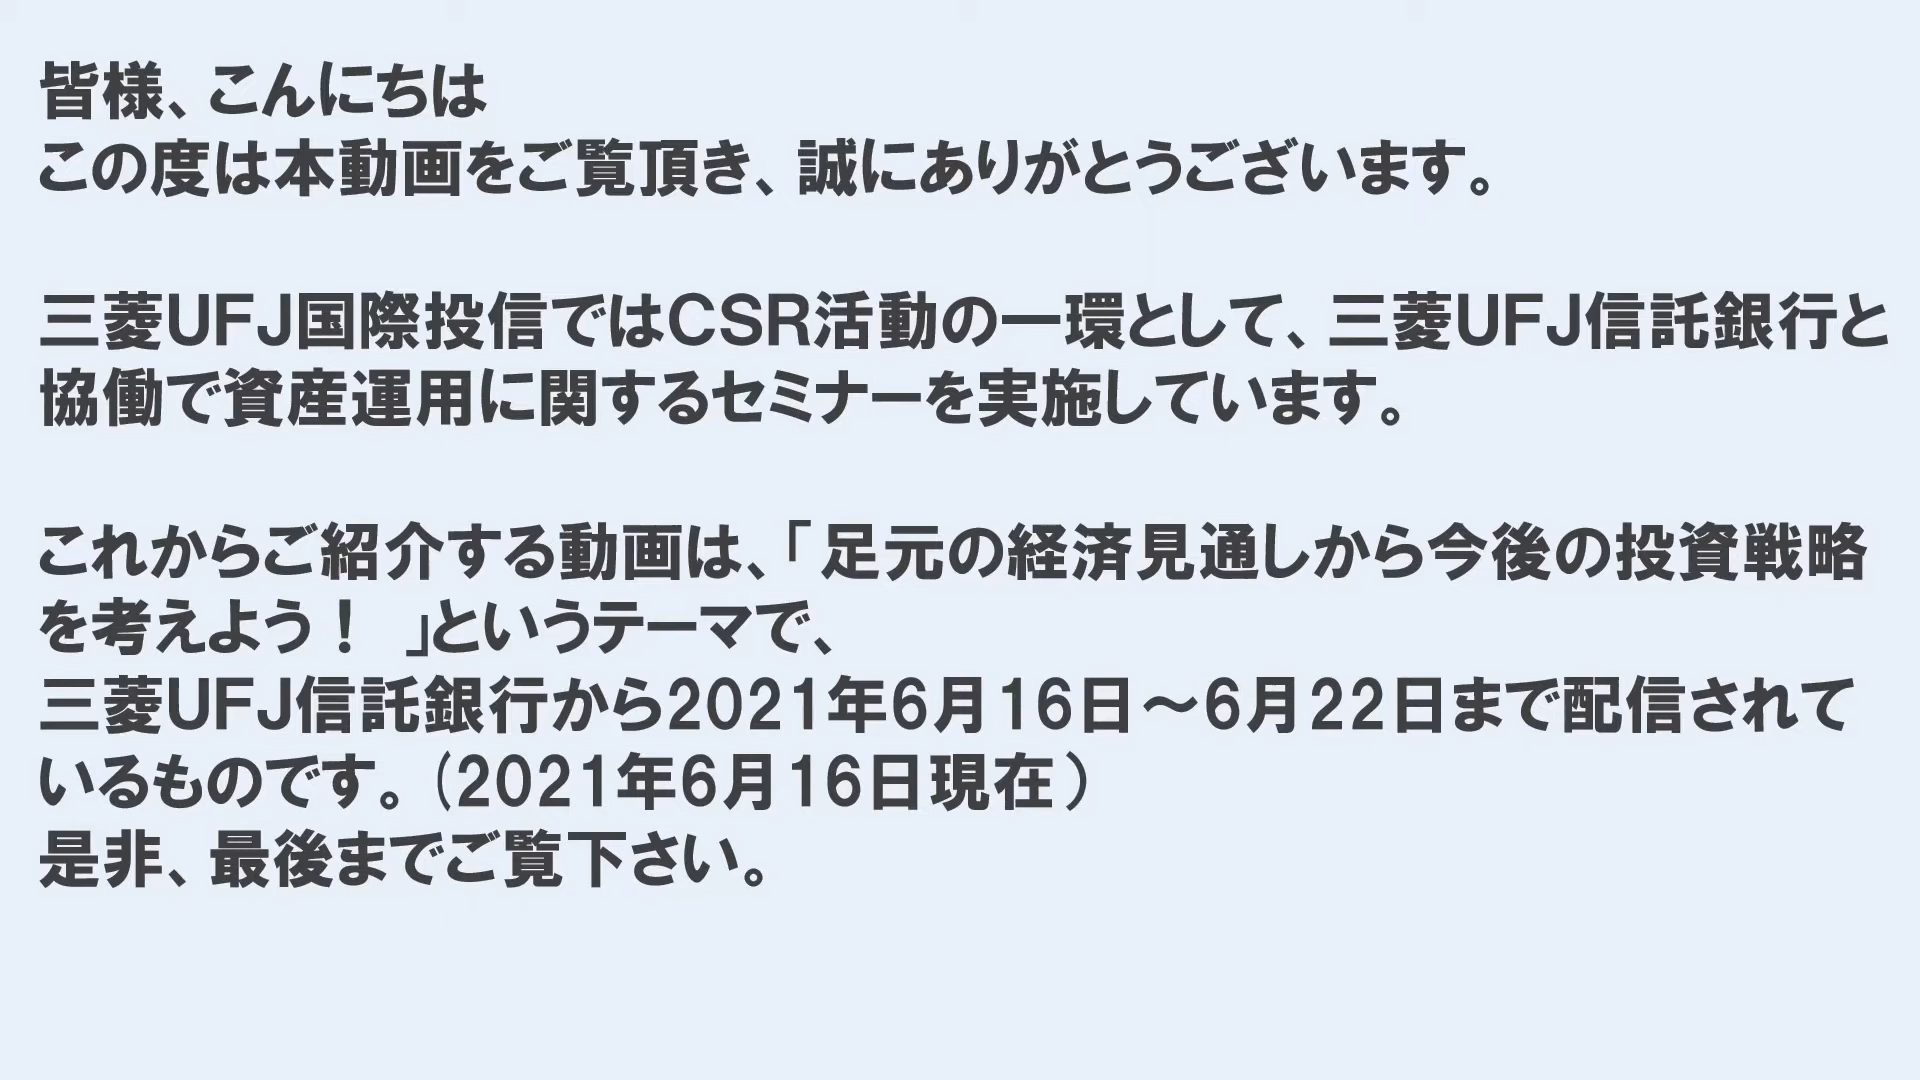 皆様、こんにちは
この度は本動画をご覧頂き、誠にありがとうございます。
三菱UFJ国際投信ではCSR活動の一環として、三菱UFJ信託銀行と
協働で資産運用に関するセミナーを実施しています。
これからご紹介する動画は、「足元の経済見通しから今後の投資戦略
を考えよう！　」というテーマで、
三菱UFJ信託銀行から2021年6月16日～6月22日まで配信されて
いるものです。(2021年6月16日現在）
是非、最後までご覧下さい。